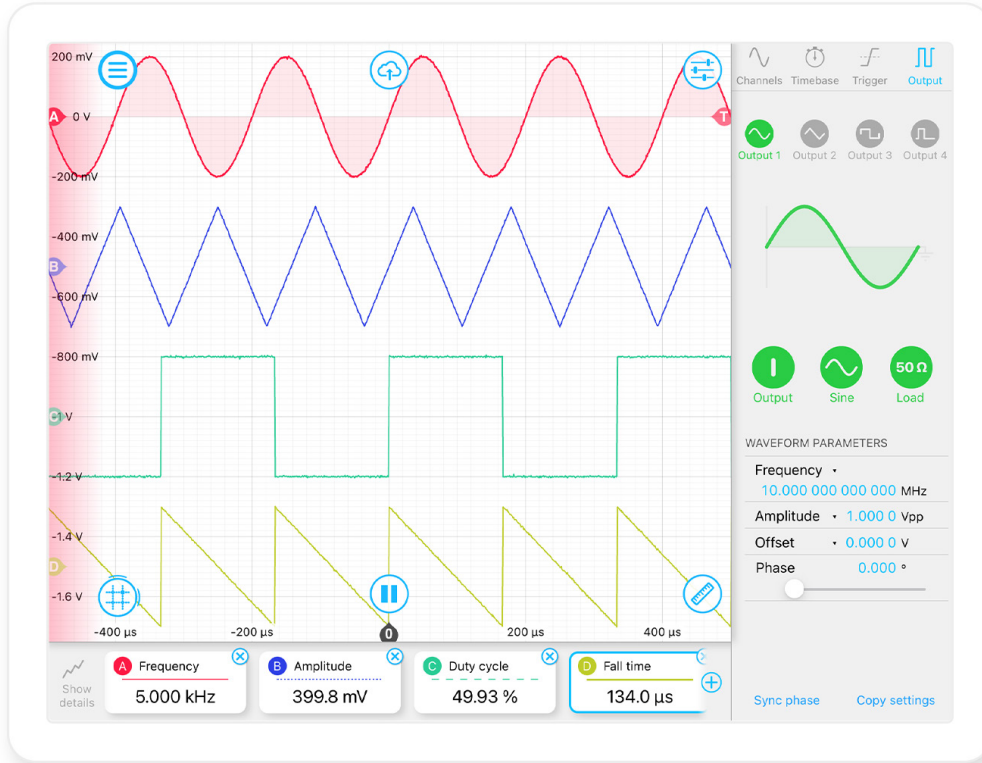 200 mV
A
0 V
T
-200 mV
-400 mV
B
-600 mV
-800 mV
C
-1 V
-1.2 V
-1.4 V
D
-1.6 V
-400 µs
-200 µs
0
200 µs
400 µs
Channels Timebase Trigger Output
Output 1 Output 2 Output 3 Output 4
50 Ω
Output Sine Load
WAVEFORM PARAMETERS
Frequency
10.000 000 000 000 MHz
Amplitude 1.000 0 Vpp
Offset 0.000 0 V
Phase 0.000 °
Show
details
A Frequency
5.000 kHz
B Amplitude
399.8 mV
C Duty cycle
49.93 %
D Fall time
134.0 µs
Sync phase Copy settings